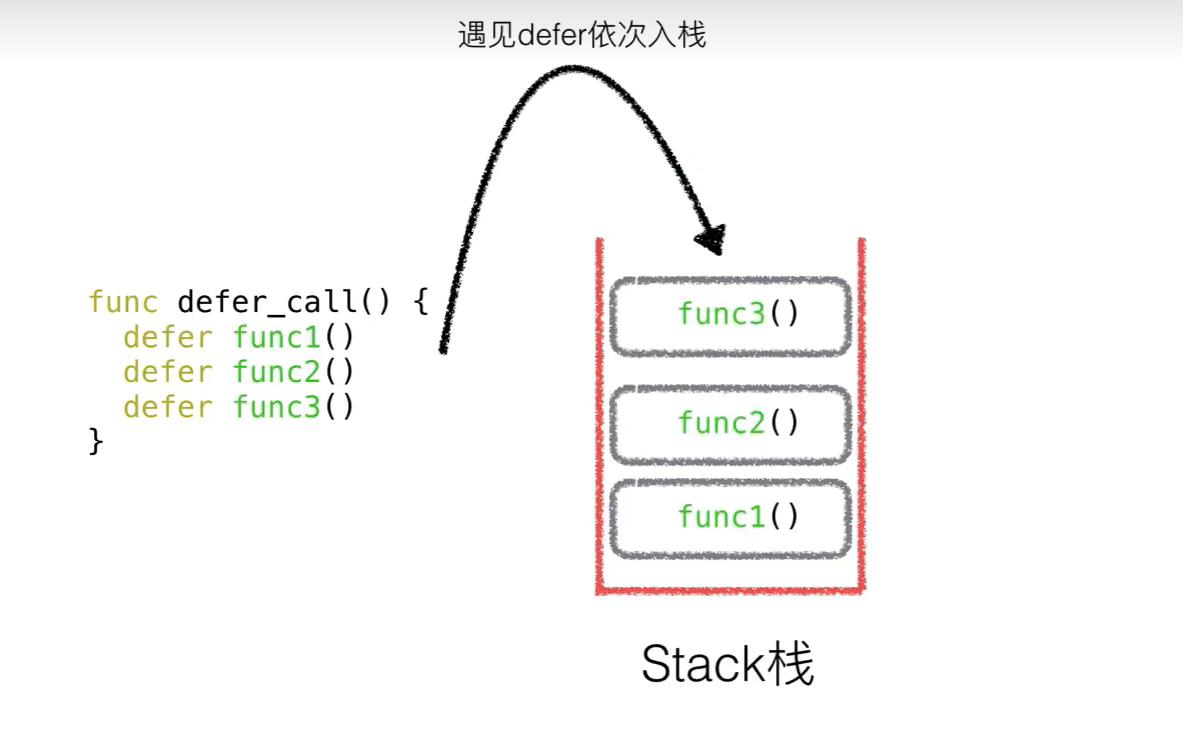 遇见defer依次入栈
func defer_call() {
defer func1()
defer func2()
defer func3()
}
func3()
func2()
func1()
Stack栈